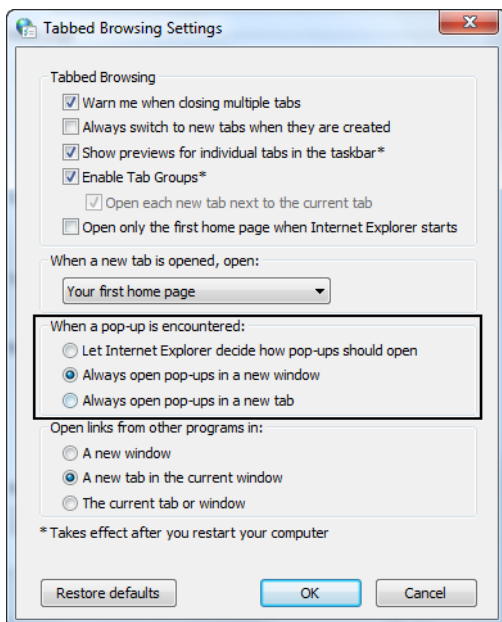 Tabbed Browsing Settings
Tabbed Browsing
Warn me when closing multiple tabs
Always switch to new tabs when they are created
Show previews for individual tabs in the taskbar*
Enable Tab Groups*
Open each new tab next to the current tab
Open only the first home page when Internet Explorer starts
When a new tab is opened, open:
Your first home page
When a pop-up is encountered:
Let Internet Explorer decide how pop-ups should open
Always open pop-ups in a new window
Always open pop-ups in a new tab
Open links from other programs in:
A new window
A new tab in the current window
The current tab or window
* Takes effect after you restart your computer
Restore defaults OK Cancel